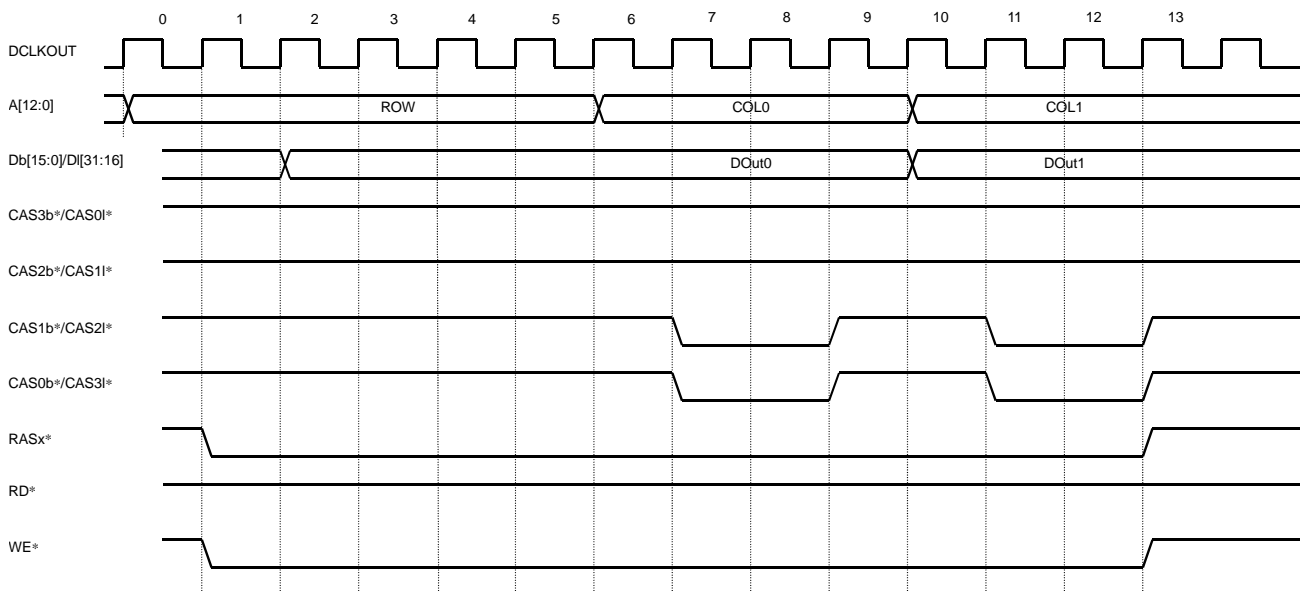 0 1 2 3 4 5 6 7 8 9 10 11 12 13
DCLKOUT
A[12:0] ROW COL0 COL1
Db[15:0]/Dl[31:16] DOut0 DOut1
CAS3b*/CAS0l*
CAS2b*/CAS1l*
CAS1b*/CAS2l*
CAS0b*/CAS3l*
RASx*
RD*
WE*